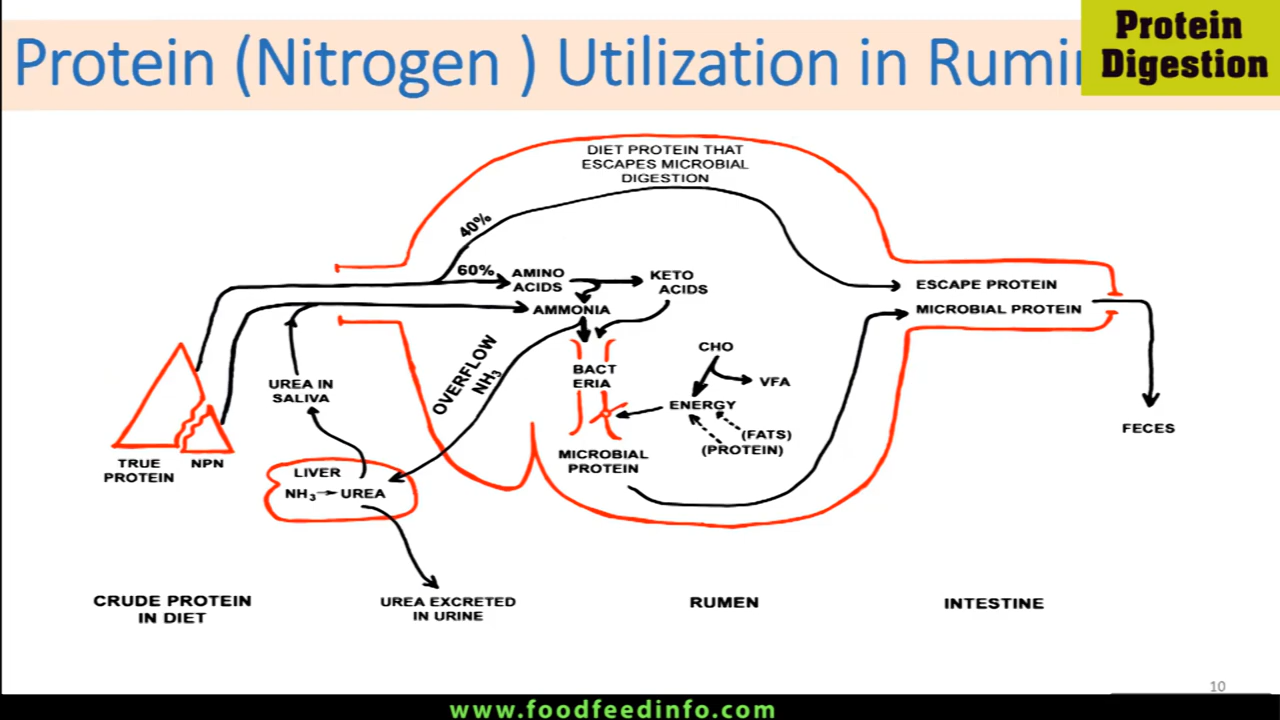 Protein (Nitrogen ) Utilization in Rumi
Protein
Digestion
DIET PROTEIN THAT
ESCAPES MICROBIAL
DIGESTION
40%
60%
AMINO
ACIDS
KETO
ACIDS
AMMONIA
ESCAPE PROTEIN
MICROBIAL PROTEIN
OVERFLOW
NH3
BACT
ERIA
CHO
VFA
ENERGY
(FATS)
(PROTEIN)
UREA IN
SALIVA
MICROBIAL
PROTEIN
FECES
TRUE
PROTEIN
NPN
LIVER
NH3 → UREA
CRUDE PROTEIN
IN DIET
UREA EXCRETED
IN URINE
RUMEN
INTESTINE
10
www.foodfeedinfo.com